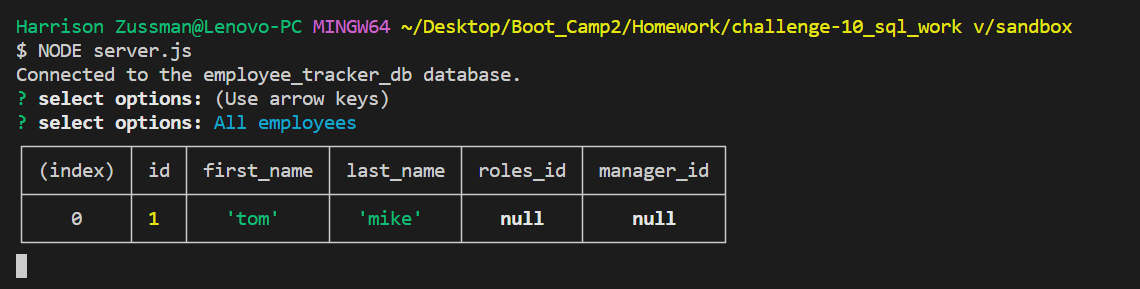 Harrison Zussman@Lenovo-PC MINGW64 ~/Desktop/Boot_Camp2/Homework/challenge-10_sql_work v/sandbox
$ NODE server.js
Connected to the employee_tracker_db database.
? select options: (Use arrow keys)
? select options: All employees
(index) id first_name last_name roles_id manager_id
0 1 'tom' 'mike' null null